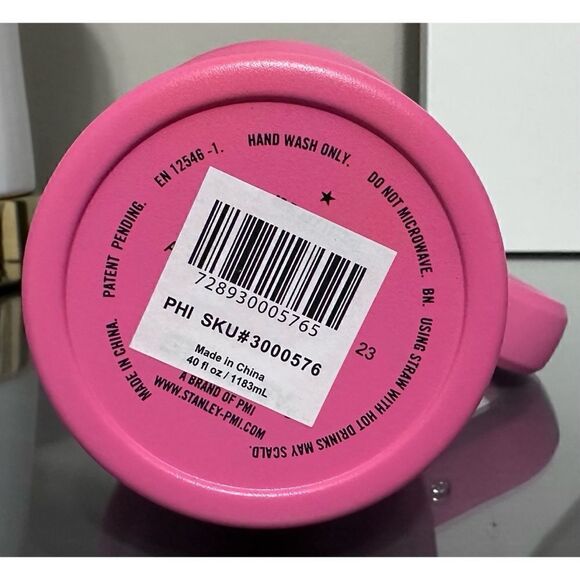 EN 12546 -1.
HAND WASH ONLY.
DO NOT MICROWAVE.
BN.
USING STRAW WITH HOT DRINKS MAY SCALD.
MADE IN CHINA.
PATENT PENDING.
728930005765
PHI SKU#3000576
Made in China
40 fl oz / 1183mL
23
A BRAND OF PMI
WWW.STANLEY-PMI.COM